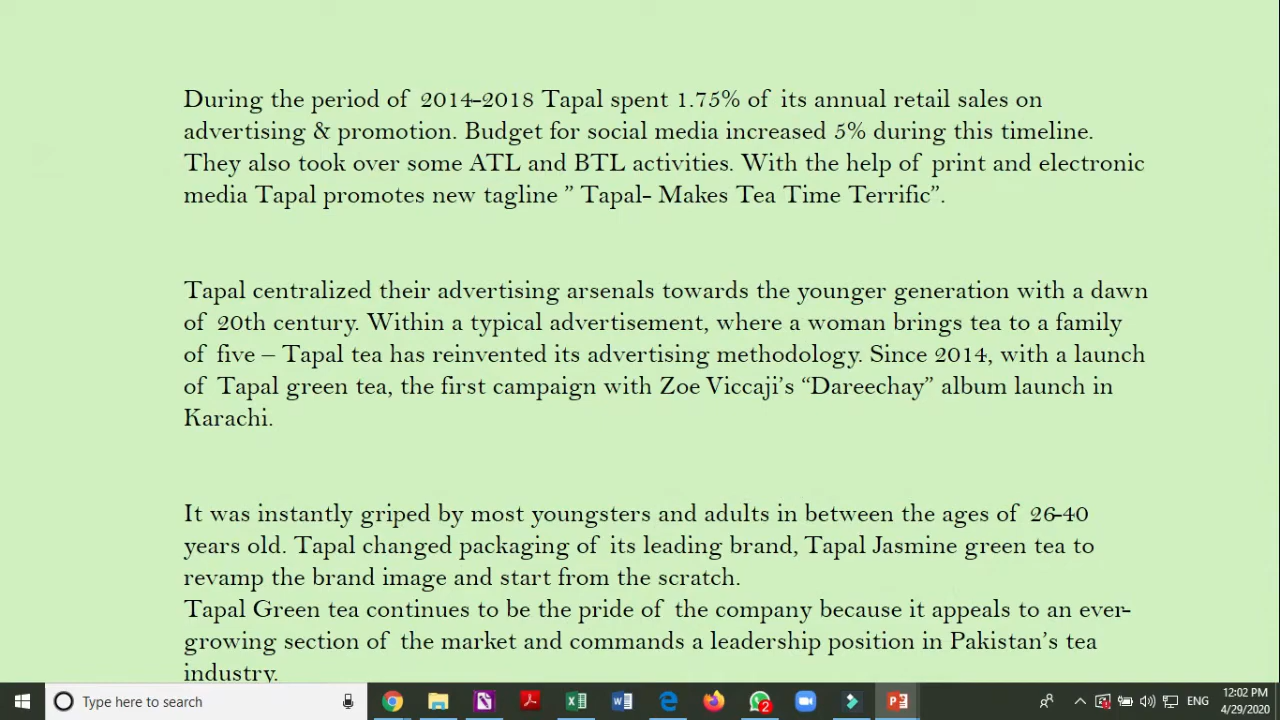 During the period of 2014-2018 Tapal spent 1.75% of its annual retail sales on
advertising & promotion. Budget for social media increased 5% during this timeline.
They also took over some ATL and BTL activities. With the help of print and electronic
media Tapal promotes new tagline ” Tapal- Makes Tea Time Terrific”.
Tapal centralized their advertising arsenals towards the younger generation with a dawn
of 20th century. Within a typical advertisement, where a woman brings tea to a family
of five – Tapal tea has reinvented its advertising methodology. Since 2014, with a launch
of Tapal green tea, the first campaign with Zoe Viccaji’s “Dareechay” album launch in
Karachi.
It was instantly griped by most youngsters and adults in between the ages of 26-40
years old. Tapal changed packaging of its leading brand, Tapal Jasmine green tea to
revamp the brand image and start from the scratch.
Tapal Green tea continues to be the pride of the company because it appeals to an ever-
growing section of the market and commands a leadership position in Pakistan’s tea
industry.
Type here to search
2
ENG
12:02 PM
4/29/2020